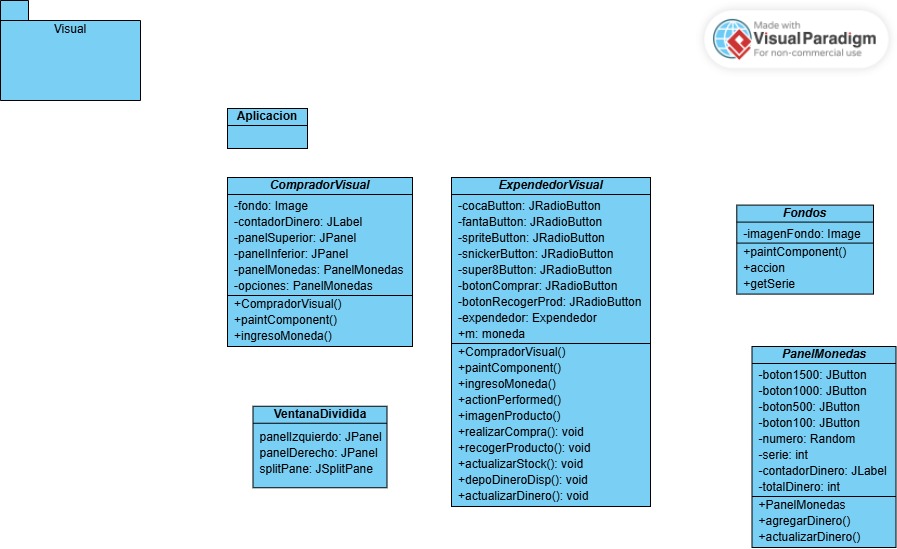 Visual
Made with
Visual Paradigm
For non-commercial use
Aplicacion
CompradorVisual
-fondo: Image
-contadorDinero: JLabel
-panelSuperior: JPanel
-panelInferior: JPanel
-panelMonedas: PanelMonedas
-opciones: PanelMonedas
+CompradorVisual()
+paintComponent()
+ingresoMoneda()
ExpendedorVisual
-cocaButton: JRadioButton
-fantaButton: JRadioButton
-spriteButton: JRadioButton
-snickerButton: JRadioButton
-super8Button: JRadioButton
-botonComprar: JRadioButton
-botonRecogerProd: JRadioButton
-expendedor: Expendedor
+m: moneda
+CompradorVisual()
+paintComponent()
+ingresoMoneda()
+actionPerformed()
+imagenProducto()
+realizarCompra(): void
+recogerProducto(): void
+actualizarStock(): void
+depoDineroDisp(): void
+actualizarDinero(): void
Fondos
-imagenFondo: Image
+paintComponent()
+accion
+getSerie
VentanaDividida
panelIzquierdo: JPanel
panelDerecho: JPanel
splitPane: JSplitPane
PanelMonedas
-boton1500: JButton
-boton1000: JButton
-boton500: JButton
-boton100: JButton
-numero: Random
-serie: int
-contadorDinero: JLabel
-totalDinero: int
+PanelMonedas
+agregarDinero()
+actualizarDinero()